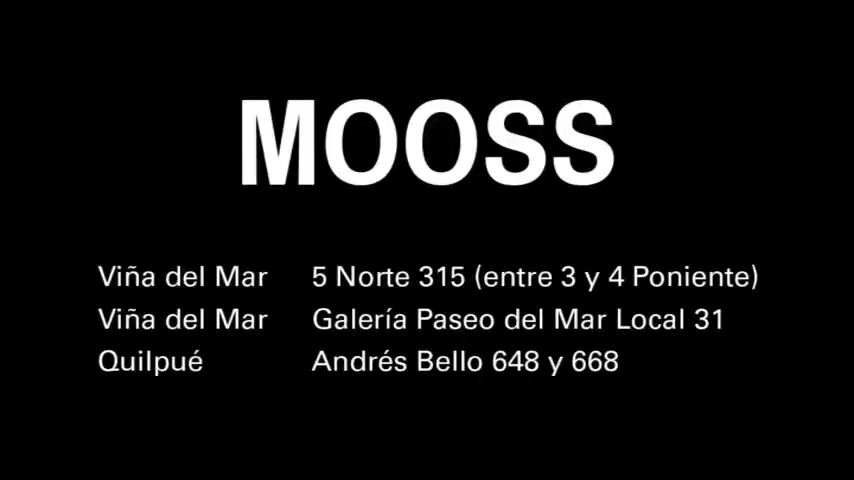 MOOSS
Viña del Mar 5 Norte 315 (entre 3 y 4 Poniente)
Viña del Mar Galería Paseo del Mar Local 31
Quilpué Andrés Bello 648 y 668